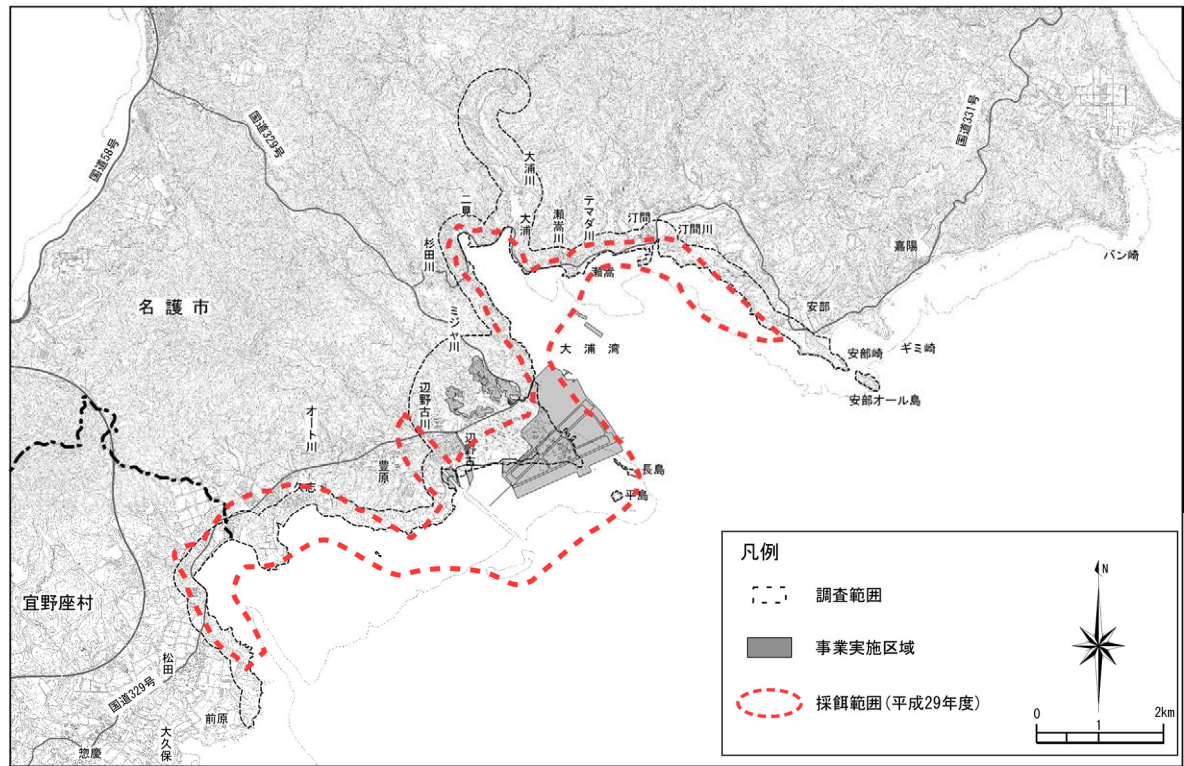 国道58号
国道329号
国道331号
大浦川
二見
大浦
瀬嵩川
テマダ川
汀間
汀間川
杉田川
瀬嵩
嘉陽
バン崎
名護市
ミジャ川
大浦湾
安部
安部崎
ギミ崎
安部オール島
辺野古川
オート川
辺野古
豊原
久志
長島
平島
宜野座村
松田
国道329号
前原
大久保
惣慶
凡例
調査範囲
事業実施区域
採餌範囲(平成29年度)
N
0 1 2km